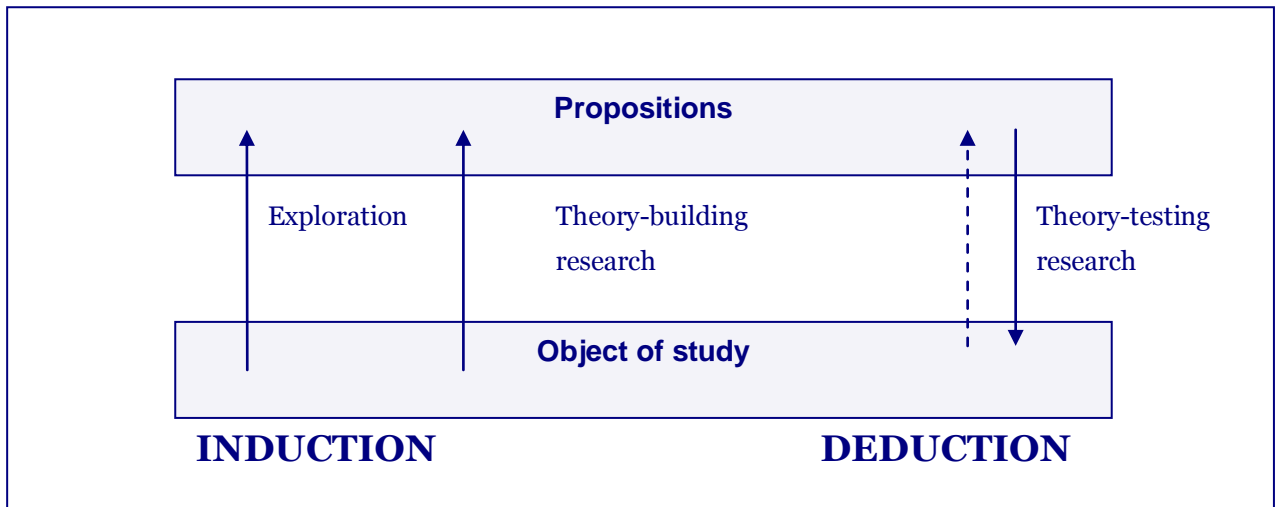 Propositions
Exploration
Theory-building
research
Theory-testing
research
Object of study
INDUCTION
DEDUCTION